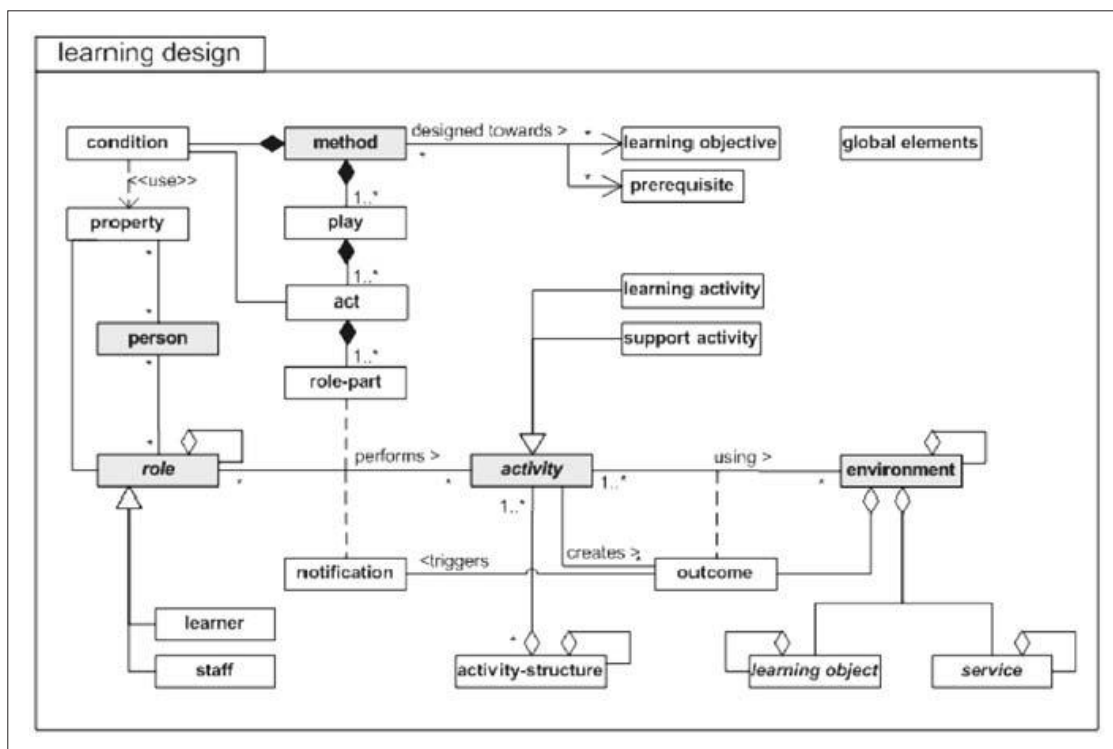 learning design
condition
method
designed towards >
*
*
learning objective
global elements
<<use>>
*
prerequisite
1..*
property
play
*
1..*
learning activity
act
*
support activity
person
1..*
*
role-part
*
role
performs >
activity
using >
environment
*
*
1..*
*
1..*
creates >
*
notification
<triggers
outcome
learner
*
staff
activity-structure
learning object
service